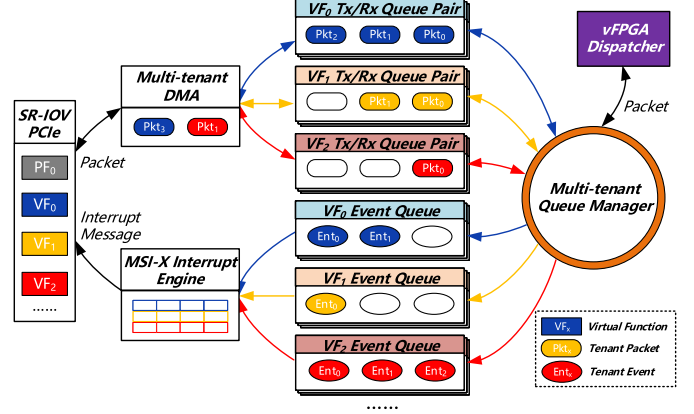 SR-IOV
PCIe
PF0
VF0
VF1
VF2
......
Multi-tenant
DMA
Pkt3 Pkt1
Packet
Interrupt
Message
MSI-X Interrupt
Engine
VF0 Tx/Rx Queue Pair
Pkt2 Pkt1 Pkt0
VF1 Tx/Rx Queue Pair
Pkt1 Pkt0
VF2 Tx/Rx Queue Pair
Pkt0
VF0 Event Queue
Ent0 Ent1
VF1 Event Queue
Ent0
VF2 Event Queue
Ent0 Ent1 Ent2
......
vFPGA
Dispatcher
Packet
Multi-tenant
Queue Manager
VFx Virtual Function
Pktx Tenant Packet
Entx Tenant Event